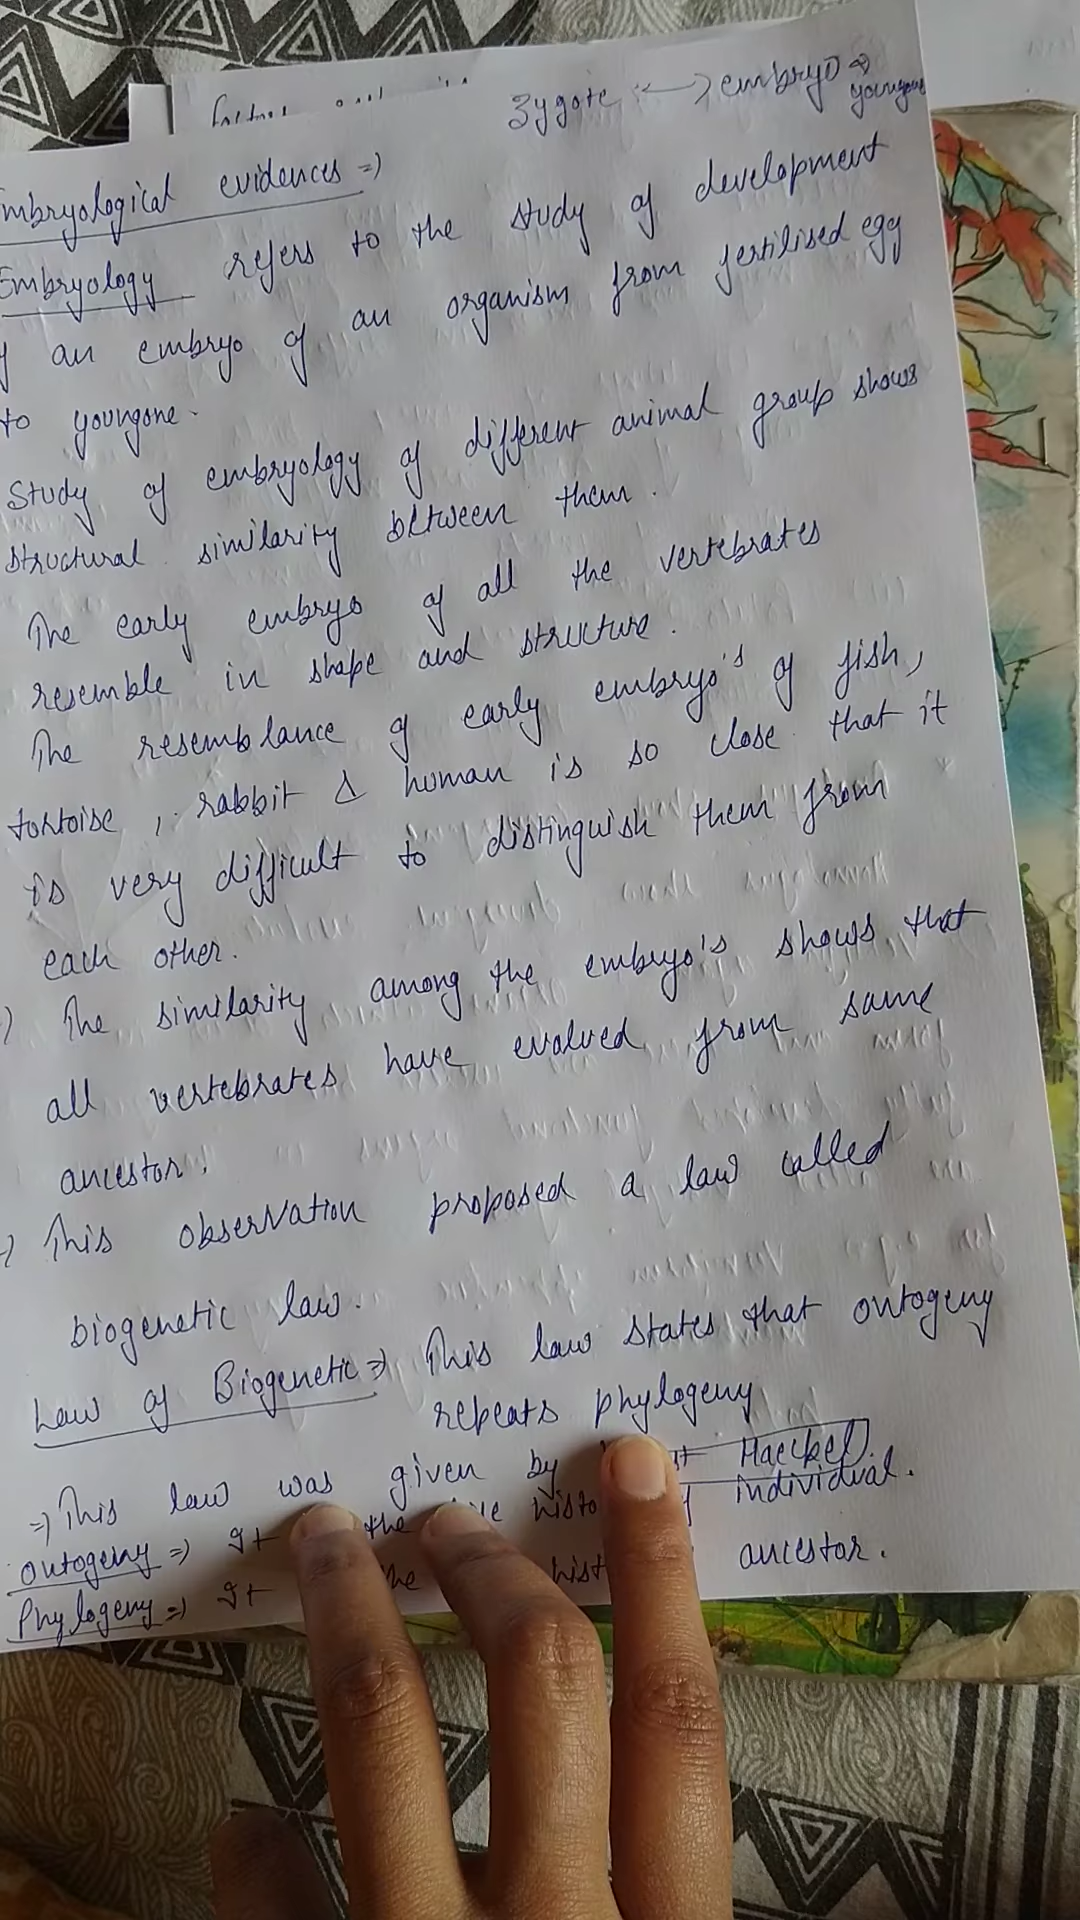 Zygote <-> embryo => youngone
Embryological evidences =>
Embryology refers to the study of development
an embryo of an organism from fertilised egg
to youngone.
Study of embryology of different animal group shows
structural similarity between them.
The early embryo of all the vertebrates
resemble in shape and structure.
The resemblance of early embryo's of fish,
tortoise, rabbit & human is so close that it
is very difficult to distinguish them from
each other.
The similarity among the embryo's shows that
all vertebrates have evolved from same
ancestor.
This observation proposed a law called
biogenetic law.
Law of Biogenetic => This law states that ontogeny
repeats phylogeny
=> This law was given by Haeckel.
ontogeny => It the individual.
Phylogeny => It ancestor.